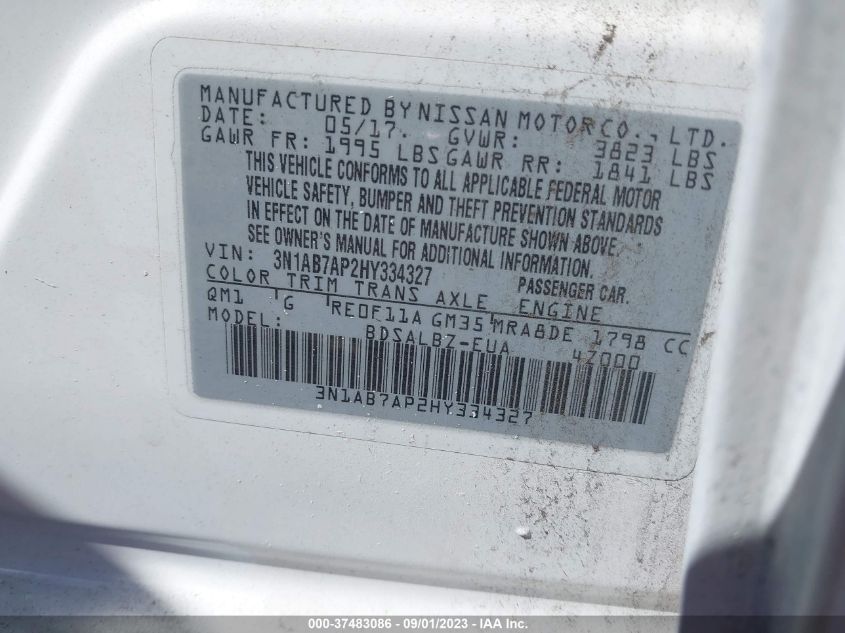 MANUFACTURED BY NISSAN MOTOR CO., LTD.
DATE: 05/17. GVWR: 3823 LBS
GAWR FR: 1995 LBS GAWR RR: 1841 LBS
THIS VEHICLE CONFORMS TO ALL APPLICABLE FEDERAL MOTOR
VEHICLE SAFETY, BUMPER AND THEFT PREVENTION STANDARDS
IN EFFECT ON THE DATE OF MANUFACTURE SHOWN ABOVE.
SEE OWNER'S MANUAL FOR ADDITIONAL INFORMATION.
VIN: 3N1AB7AP2HY334327 PASSENGER CAR.
COLOR TRIM TRANS AXLE ENGINE
QM1 G RE0F11A GM35 MRA8DE 1798 CC
MODEL: BDSALBZ-EUA 4Z000
3N1AB7AP2HY334327
000-37483086 - 09/01/2023 - IAA Inc.